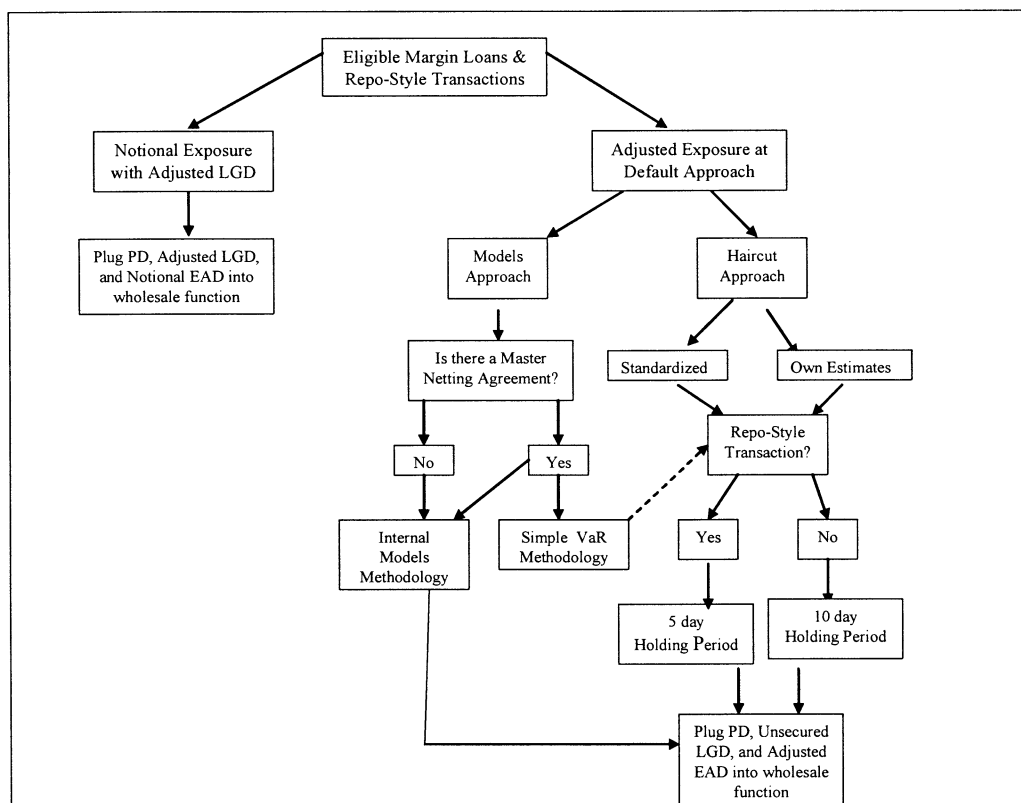 Eligible Margin Loans &
Repo-Style Transactions
Notional Exposure
with Adjusted LGD
Adjusted Exposure at
Default Approach
Plug PD, Adjusted LGD,
and Notional EAD into
wholesale function
Models
Approach
Haircut
Approach
Is there a Master
Netting Agreement?
Standardized
Own Estimates
Repo-Style
Transaction?
No
Yes
Internal
Models
Methodology
Simple VaR
Methodology
Yes
No
5 day
Holding Period
10 day
Holding Period
Plug PD, Unsecured
LGD, and Adjusted
EAD into wholesale
function